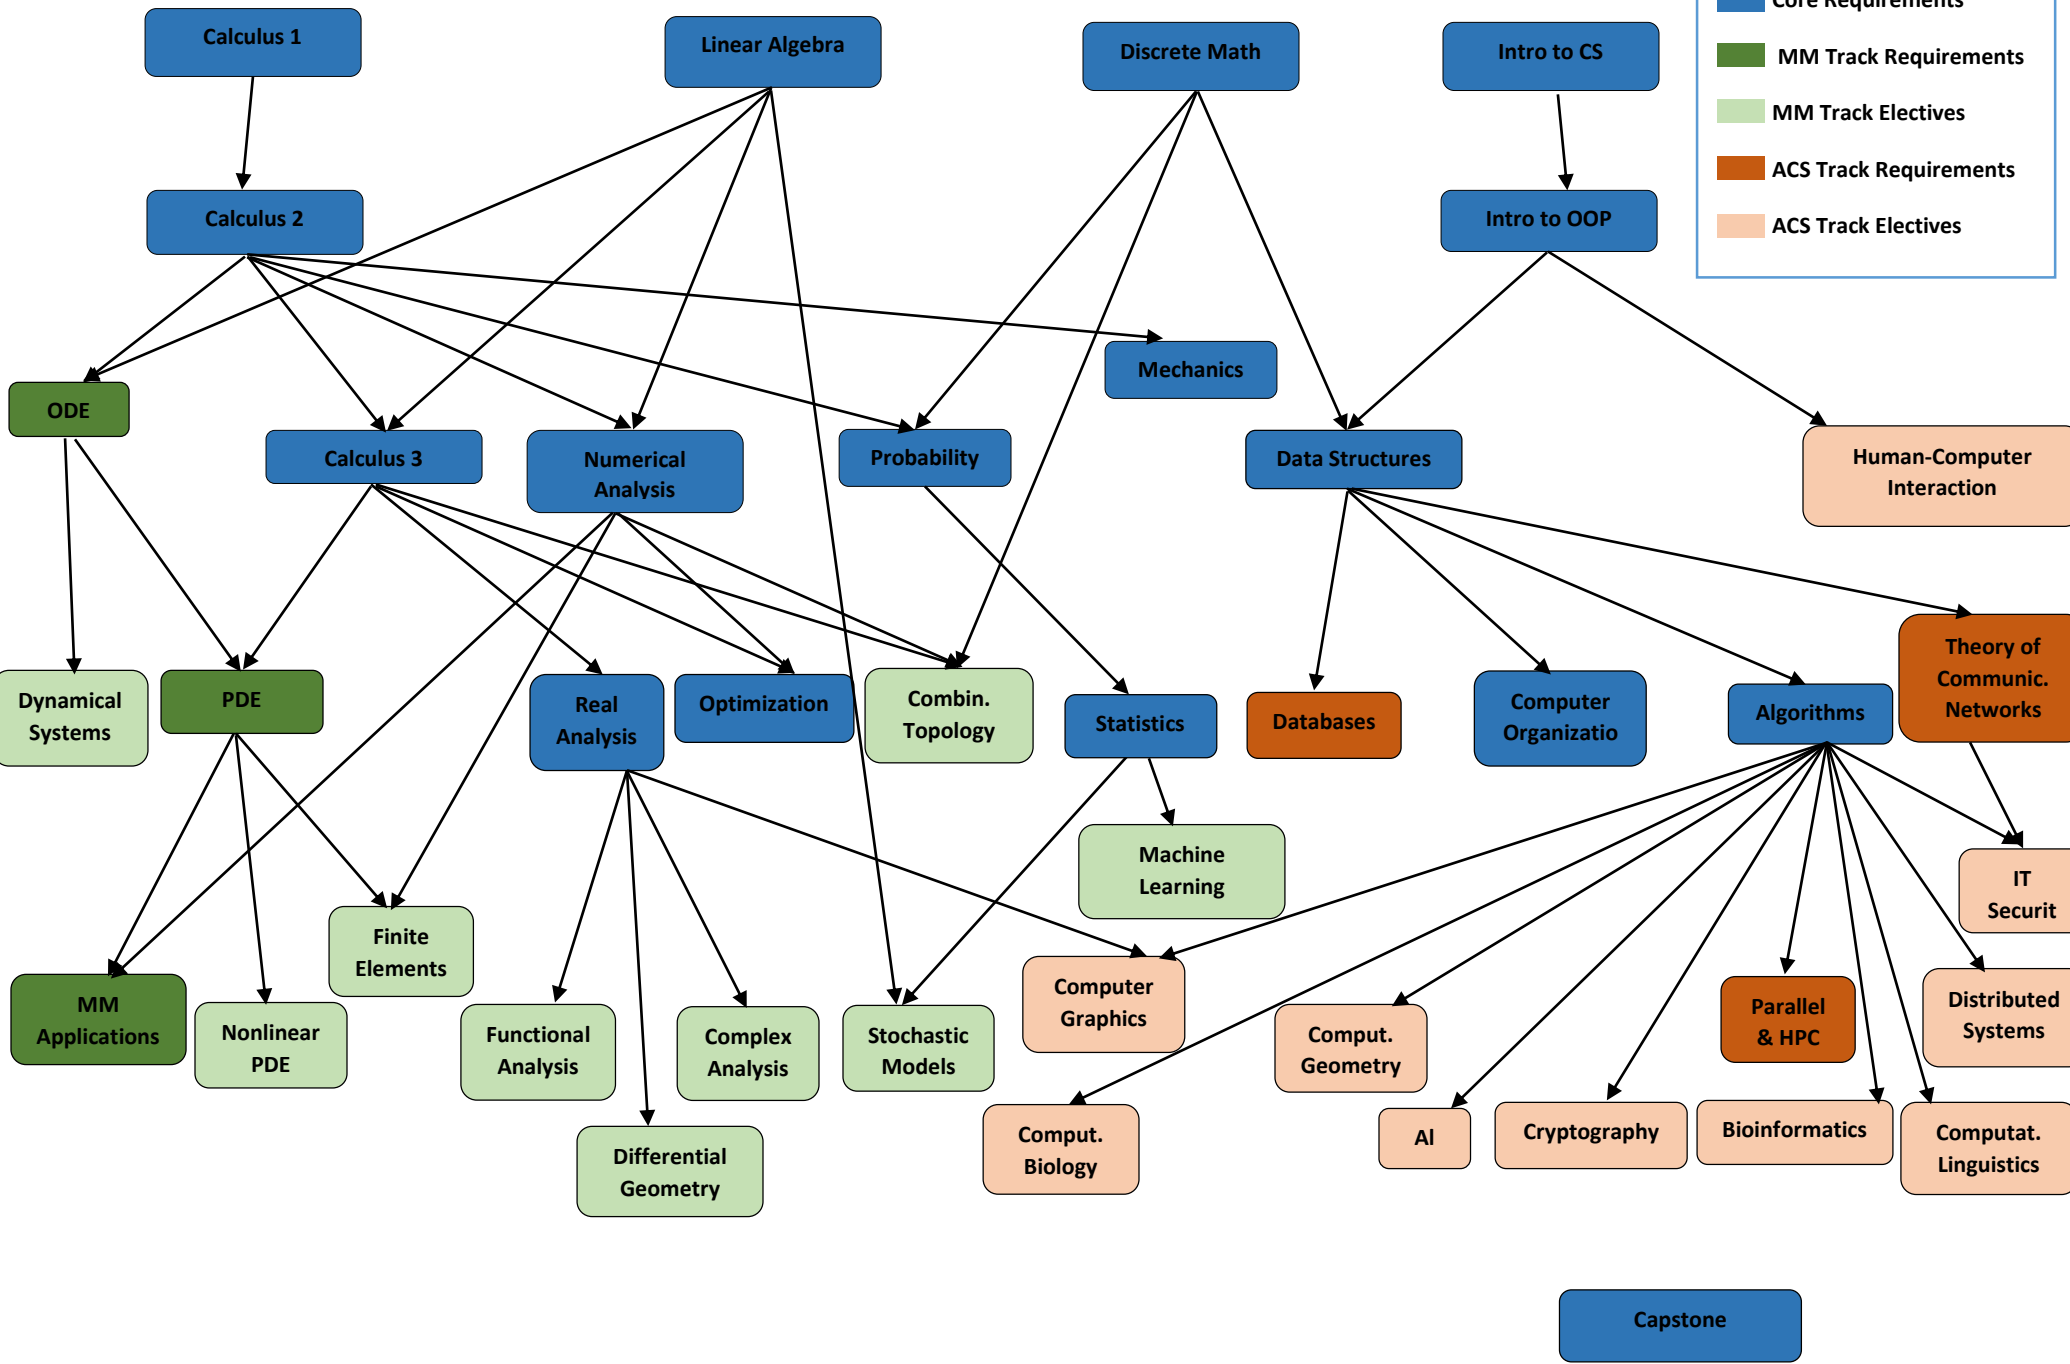 Core Requirements
Calculus 1
Linear Algebra
Discrete Math
Intro to CS
MM Track Requirements
MM Track Electives
ACS Track Requirements
ACS Track Electives
Calculus 2
Intro to OOP
Mechanics
ODE
Calculus 3
Numerical
Analysis
Probability
Data Structures
Human-Computer
Interaction
Dynamical
Systems
PDE
Real
Analysis
Optimization
Combin.
Topology
Statistics
Databases
Computer
Organizatio
Algorithms
Theory of
Communic.
Networks
Machine
Learning
IT
Securit
Finite
Elements
MM
Applications
Nonlinear
PDE
Functional
Analysis
Complex
Analysis
Stochastic
Models
Computer
Graphics
Comput.
Geometry
Parallel
& HPC
Distributed
Systems
Differential
Geometry
Comput.
Biology
AI
Cryptography
Bioinformatics
Computat.
Linguistics
Capstone